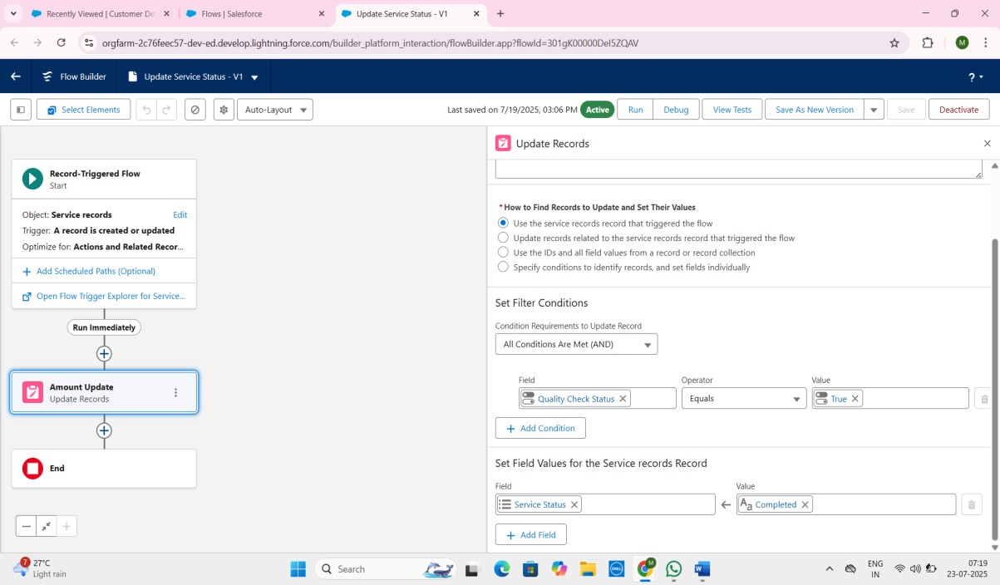 Recently Viewed | Customer De
Flows | Salesforce
Update Service Status - V1
orgfarm-2c76feec57-dev-ed.develop.lightning.force.com/builder_platform_interaction/flowBuilder.app?flowId=301gK00000DeI5ZQAV
M
Flow Builder
Update Service Status - V1
?
Select Elements
Auto-Layout
Last saved on 7/19/2025, 03:06 PM
Active
Run
Debug
View Tests
Save As New Version
Save
Deactivate
Record-Triggered Flow
Start
Object: Service records
Edit
Trigger: A record is created or updated
Optimize for: Actions and Related Recor...
Add Scheduled Paths (Optional)
Open Flow Trigger Explorer for Service...
Run Immediately
Amount Update
Update Records
End
Update Records
*How to Find Records to Update and Set Their Values
Use the service records record that triggered the flow
Update records related to the service records record that triggered the flow
Use the IDs and all field values from a record or record collection
Specify conditions to identify records, and set fields individually
Set Filter Conditions
Condition Requirements to Update Record
All Conditions Are Met (AND)
Field Operator Value
Quality Check Status Equals True
Add Condition
Set Field Values for the Service records Record
Field Value
Service Status Aa Completed
Add Field
7
27°C
Light rain
Search
DELL
M
W
ENG
IN
07:19
23-07-2025